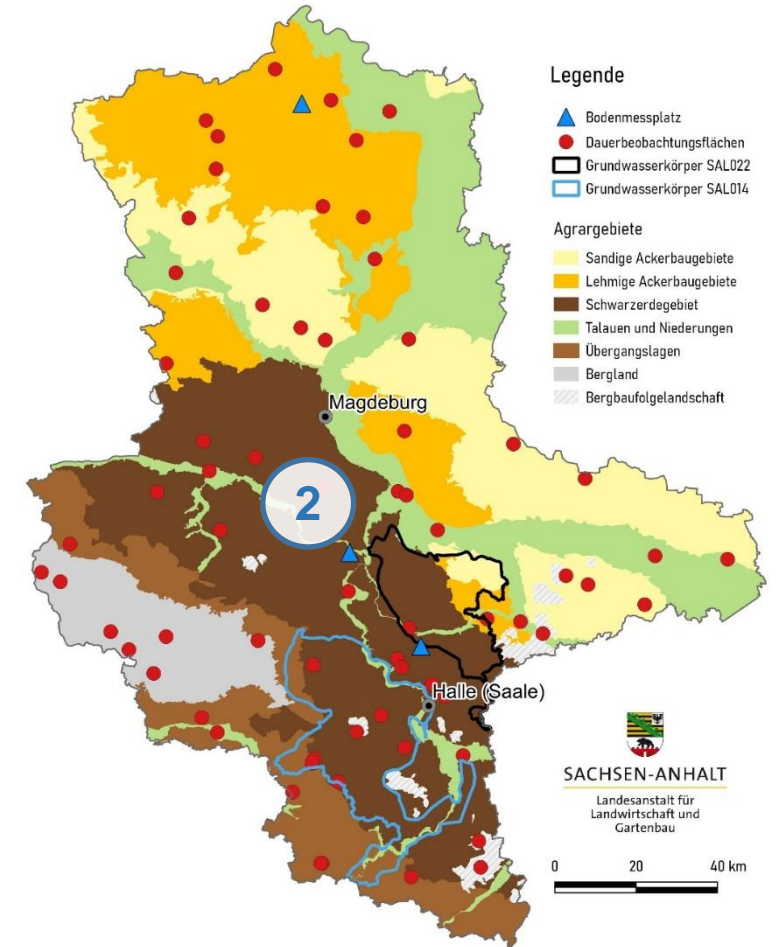 Legende
Bodenmessplatz
Dauerbeobachtungsflächen
Grundwasserkörper SAL022
Grundwasserkörper SAL014
Agrargebiete
Sandige Ackerbaugebiete
Lehmige Ackerbaugebiete
Schwarzerdegebiet
Talauen und Niederungen
Übergangslagen
Bergland
Bergbaufolgelandschaft
Magdeburg
2
Halle (Saale)
SACHSEN-ANHALT
Landesanstalt für
Landwirtschaft und
Gartenbau
0 20 40 km